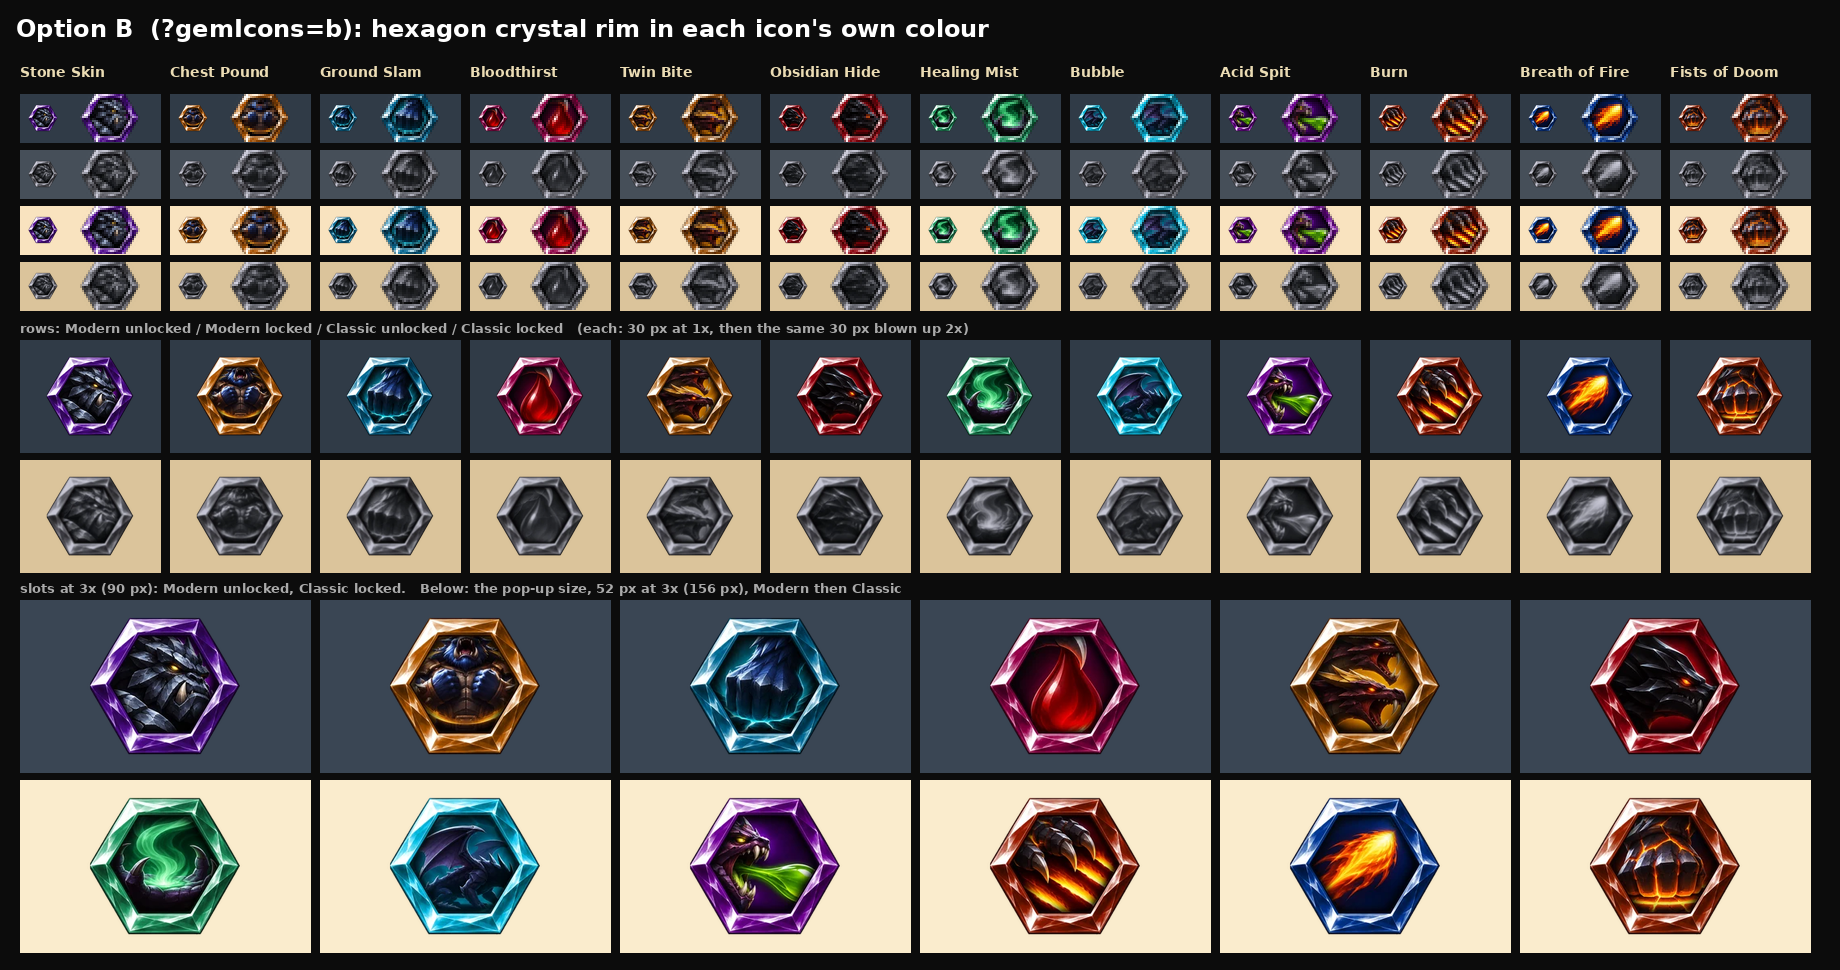 Option B  (?gemIcons=b): hexagon crystal rim in each icon's own colour
Stone Skin  Chest Pound  Ground Slam  Bloodthirst  Twin Bite  Obsidian Hide  Healing Mist  Bubble  Acid Spit  Burn  Breath of Fire  Fists of Doom
rows: Modern unlocked / Modern locked / Classic unlocked / Classic locked   (each: 30 px at 1x, then the same 30 px blown up 2x)
slots at 3x (90 px): Modern unlocked, Classic locked.   Below: the pop-up size, 52 px at 3x (156 px), Modern then Classic